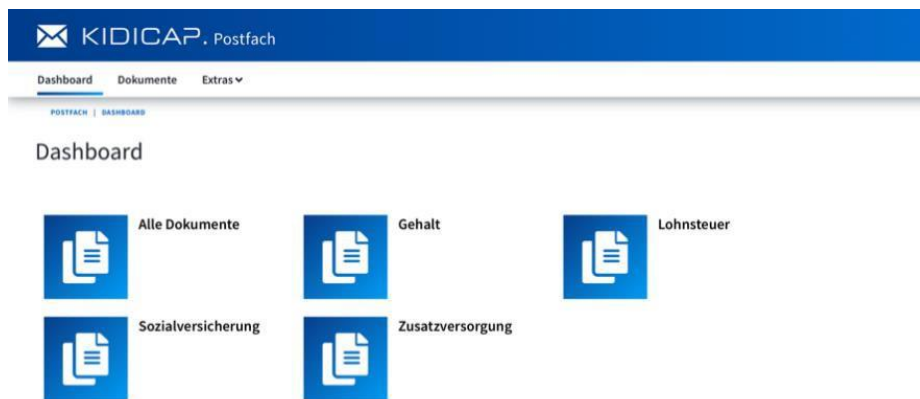 KIDICAP. Postfach
Dashboard Dokumente Extras
POSTFACH | DASHBOARD
Dashboard
Alle Dokumente Gehalt Lohnsteuer
Sozialversicherung Zusatzversorgung